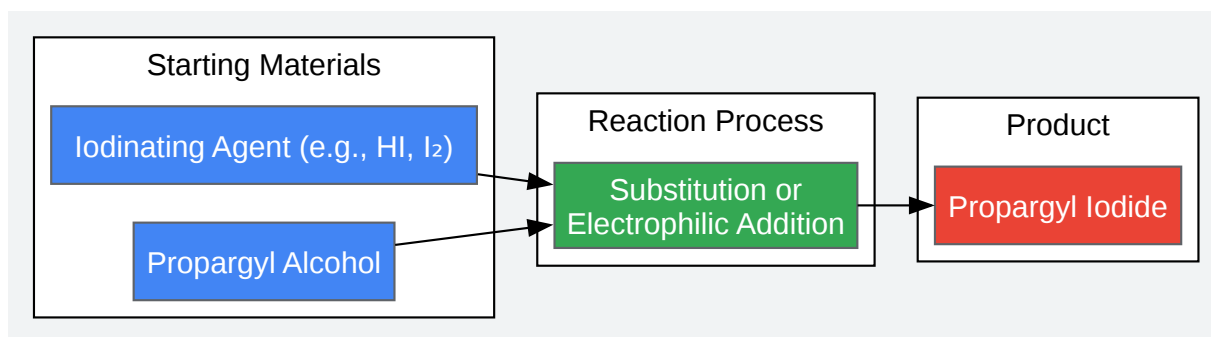 Starting Materials
Iodinating Agent (e.g., HI, I₂)
Propargyl Alcohol
Reaction Process
Substitution or
Electrophilic Addition
Product
Propargyl Iodide